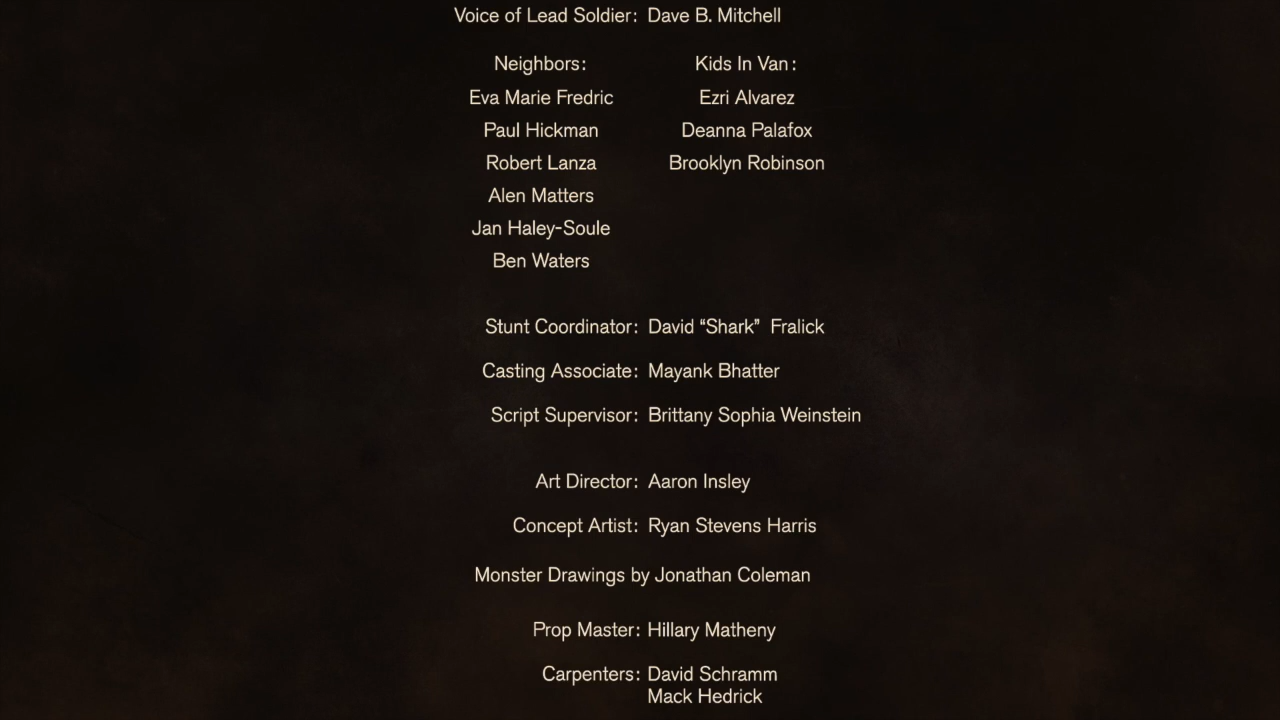 Voice of Lead Soldier: Dave B. Mitchell
Neighbors:
Eva Marie Fredric
Paul Hickman
Robert Lanza
Alen Matters
Jan Haley-Soule
Ben Waters
Kids In Van:
Ezri Alvarez
Deanna Palafox
Brooklyn Robinson
Stunt Coordinator: David “Shark” Fralick
Casting Associate: Mayank Bhatter
Script Supervisor: Brittany Sophia Weinstein
Art Director: Aaron Insley
Concept Artist: Ryan Stevens Harris
Monster Drawings by Jonathan Coleman
Prop Master: Hillary Matheny
Carpenters: David Schramm
Mack Hedrick